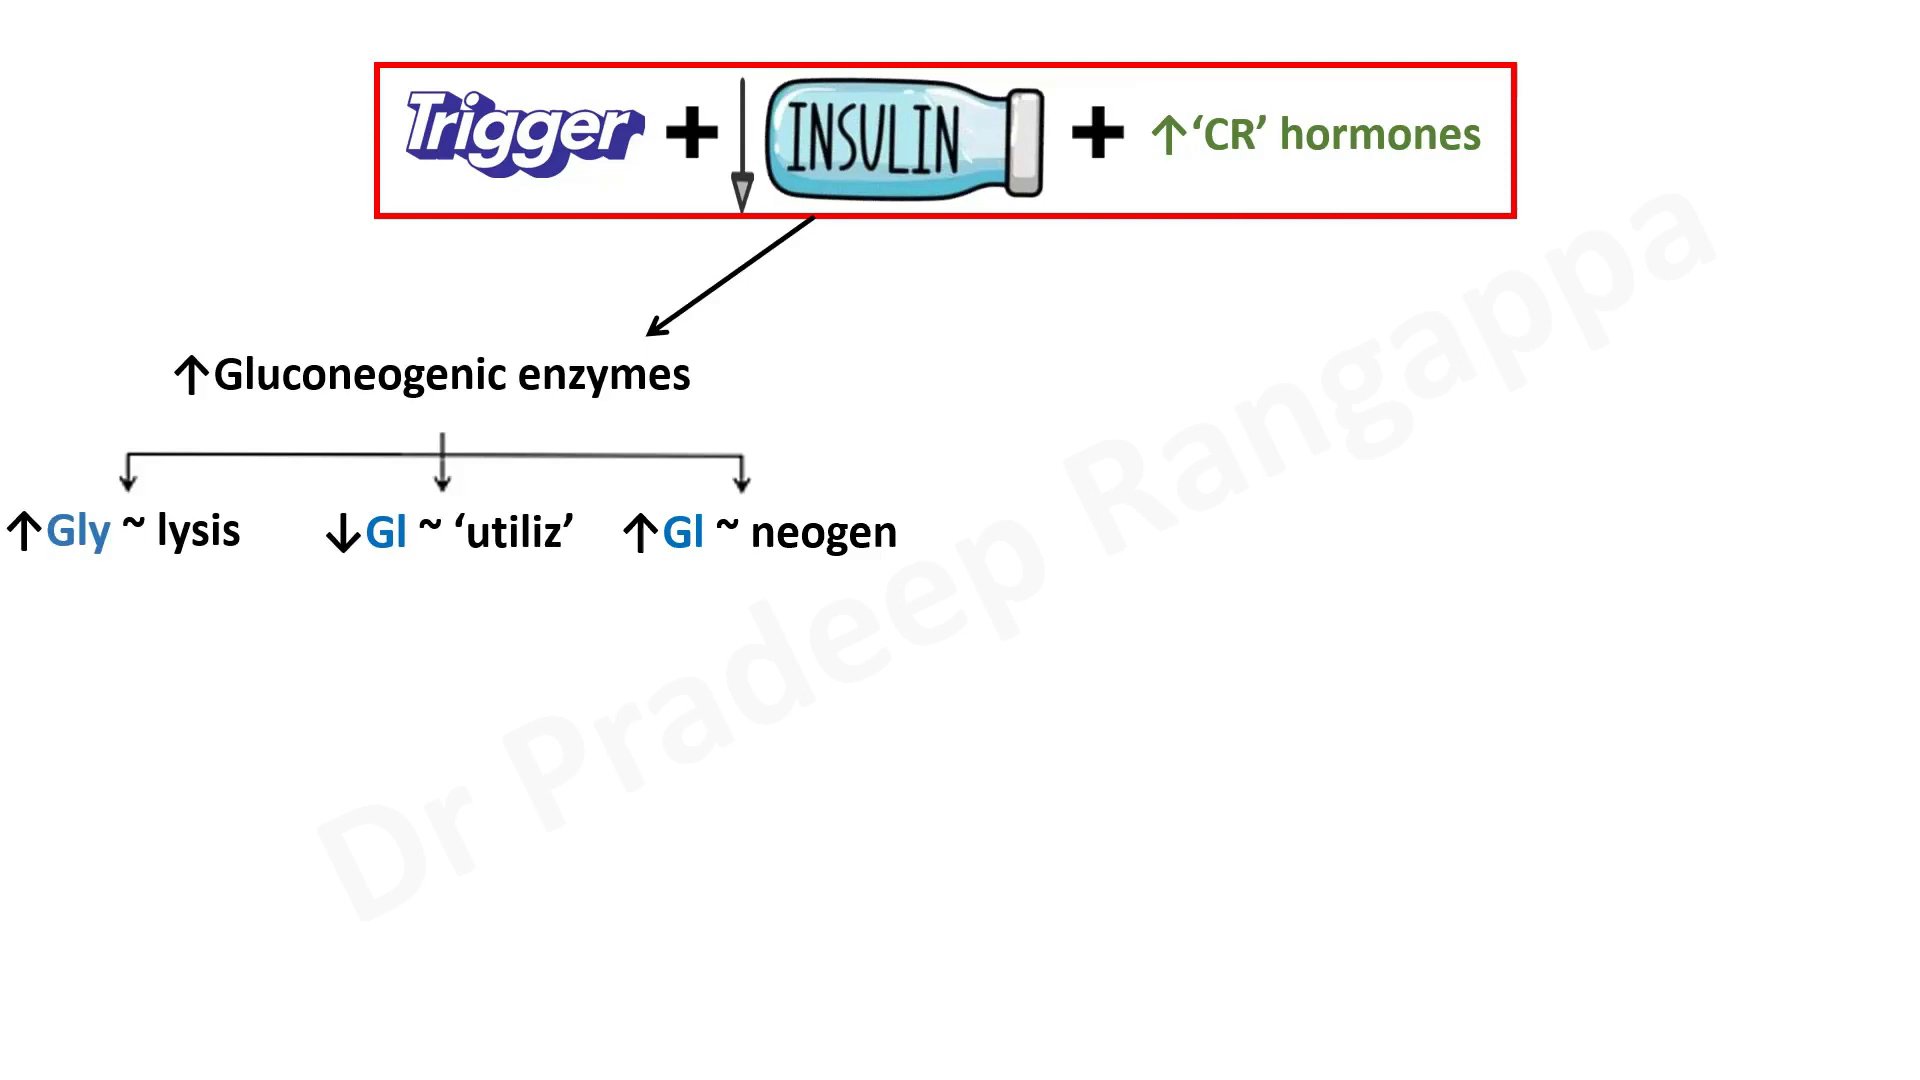 Trigger + INSULIN + ↑‘CR’ hormones
↑Gluconeogenic enzymes
↑Gly ~ lysis ↓Gl ~ ‘utiliz’ ↑Gl ~ neogen
Dr Pradeep Rangappa